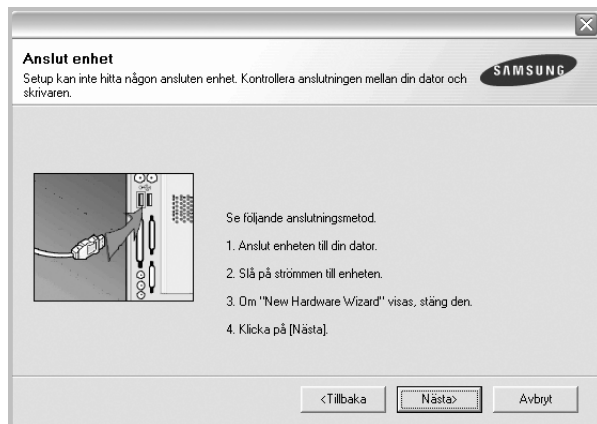 Anslut enhet
Setup kan inte hitta någon ansluten enhet. Kontrollera anslutningen mellan din dator och
skrivaren.
SAMSUNG
Se följande anslutningsmetod.
1. Anslut enheten till din dator.
2. Slå på strömmen till enheten.
3. Om "New Hardware Wizard" visas, stäng den.
4. Klicka på [Nästa].
<Tillbaka
Nästa>
Avbryt